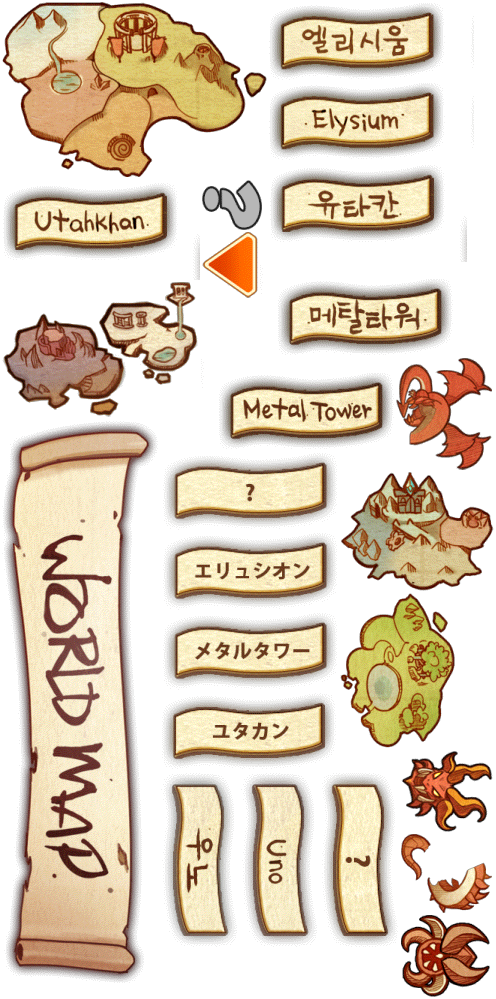 엘리시움
Elysium
유타칸
Utahkhan
?
메탈타워
Metal Tower
?
エリュシオン
メタルタワー
ユタカン
WORLD MAP
우노
Uno
?